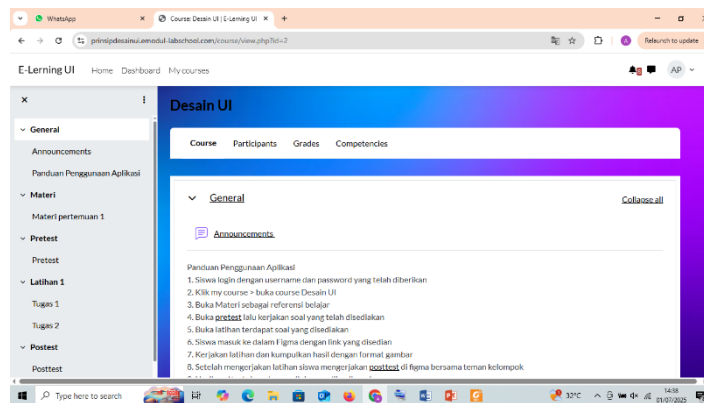 WhatsApp
Course: Desain UI | E-Lerning UI
prinsipdesainui.emodul-labschool.com/course/view.php?id=2
A
Relaunch to update
E-Lerning UI Home Dashboard My courses
AP
Desain UI
General
Announcements
Panduan Penggunaan Aplikasi
Materi
Materi pertemuan 1
Pretest
Pretest
Latihan 1
Tugas 1
Tugas 2
Postest
Posttest
Course Participants Grades Competencies
General
Collapse all
Announcements
Panduan Penggunaan Aplikasi
1. Siswa login dengan username dan password yang telah diberikan
2. Klik my course > buka course Desain UI
3. Buka Materi sebagai referensi belajar
4. Buka pretest lalu kerjakan soal yang telah disediakan
5. Buka latihan terdapat soal yang disediakan
6. Siswa masuk ke dalam Figma dengan link yang disedian
7. Kerjakan latihan dan kumpulkan hasil dengan format gambar
8. Setelah mengerjakan latihan siswa mengerjakan posttest di figma bersama teman kelompok
Type here to search
32°C
14:38
01/07/2025